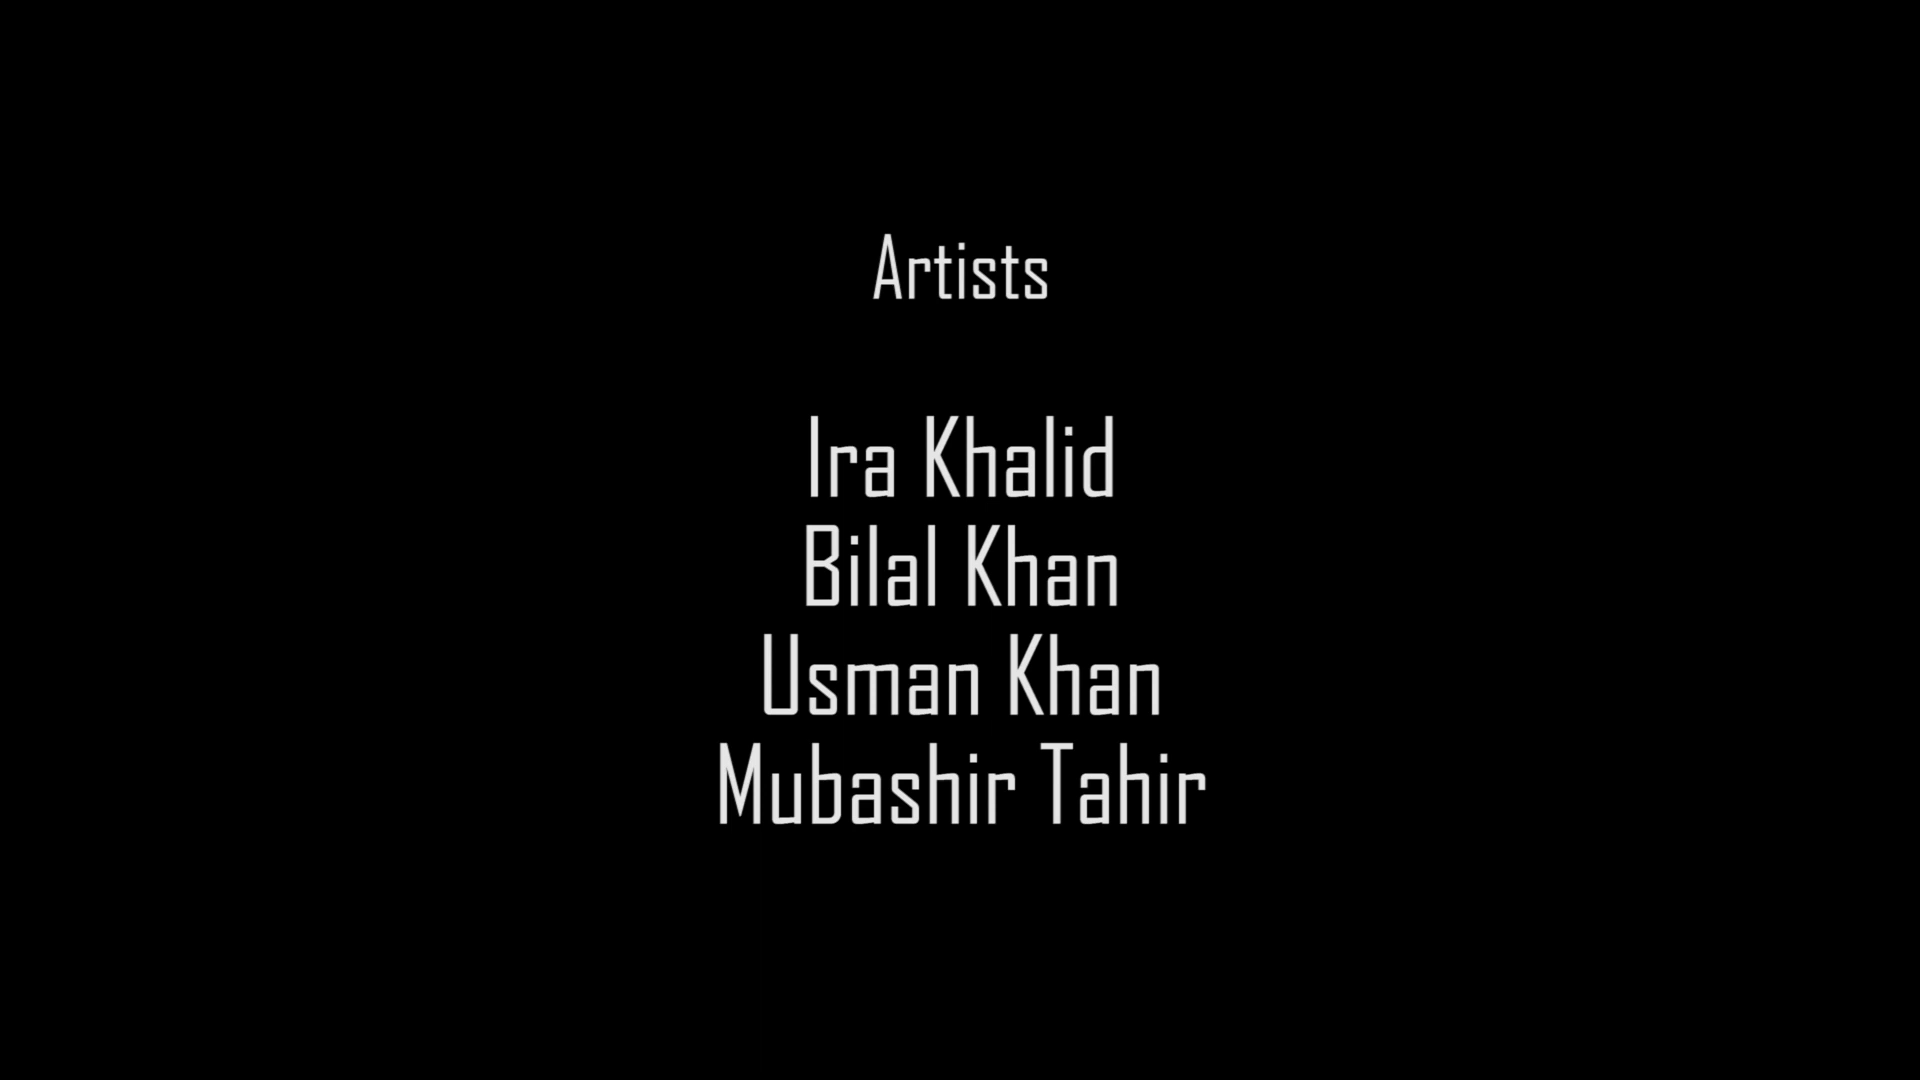 Artists
Ira Khalid
Bilal Khan
Usman Khan
Mubashir Tahir